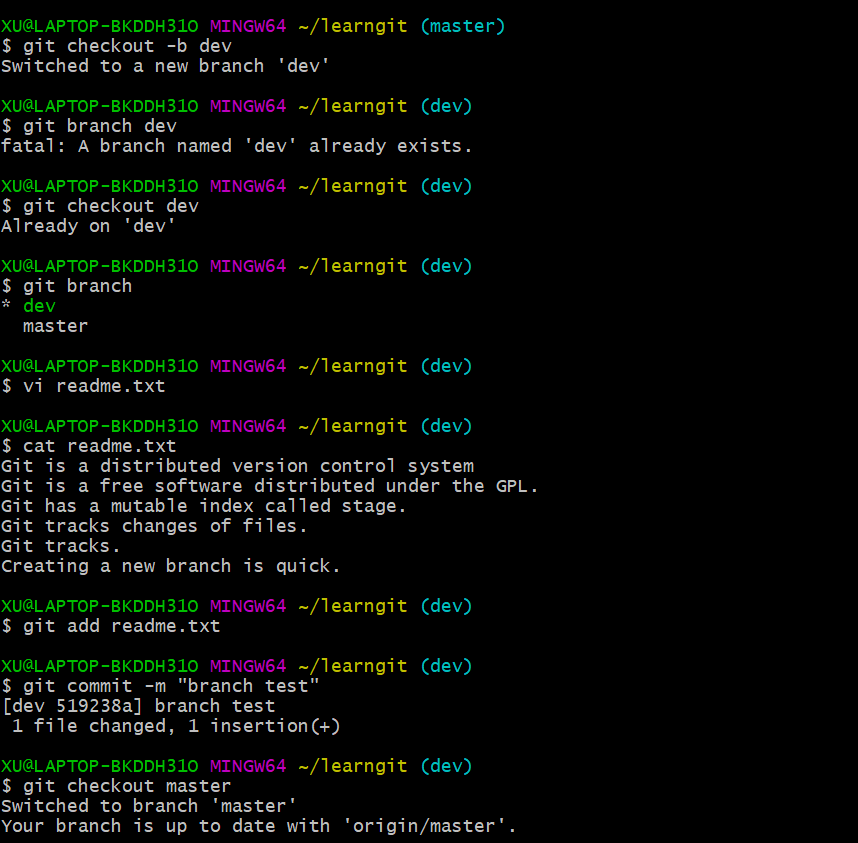 XU@LAPTOP-BKDDH31O MINGW64 ~/learngit (master)
$ git checkout -b dev
Switched to a new branch 'dev'
XU@LAPTOP-BKDDH31O MINGW64 ~/learngit (dev)
$ git branch dev
fatal: A branch named 'dev' already exists.
XU@LAPTOP-BKDDH31O MINGW64 ~/learngit (dev)
$ git checkout dev
Already on 'dev'
XU@LAPTOP-BKDDH31O MINGW64 ~/learngit (dev)
$ git branch
* dev
  master
XU@LAPTOP-BKDDH31O MINGW64 ~/learngit (dev)
$ vi readme.txt
XU@LAPTOP-BKDDH31O MINGW64 ~/learngit (dev)
$ cat readme.txt
Git is a distributed version control system
Git is a free software distributed under the GPL.
Git has a mutable index called stage.
Git tracks changes of files.
Git tracks.
Creating a new branch is quick.
XU@LAPTOP-BKDDH31O MINGW64 ~/learngit (dev)
$ git add readme.txt
XU@LAPTOP-BKDDH31O MINGW64 ~/learngit (dev)
$ git commit -m "branch test"
[dev 519238a] branch test
 1 file changed, 1 insertion(+)
XU@LAPTOP-BKDDH31O MINGW64 ~/learngit (dev)
$ git checkout master
Switched to branch 'master'
Your branch is up to date with 'origin/master'.